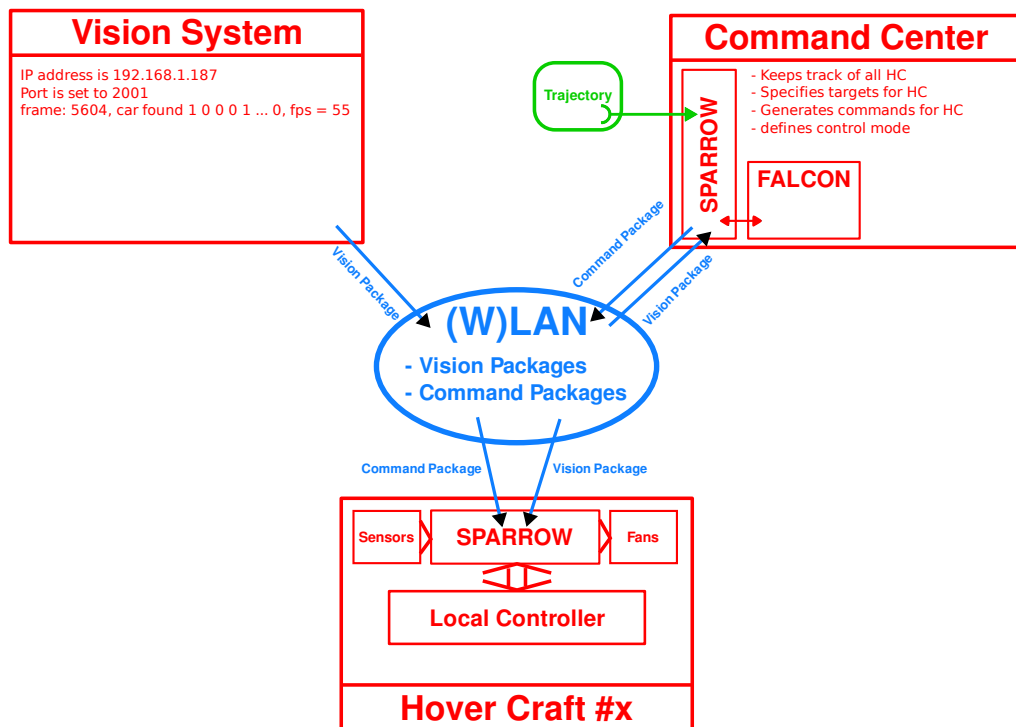 Vision System
IP address is 192.168.1.187
Port is set to 2001
frame: 5604, car found 1 0 0 0 1 ... 0, fps = 55
Trajectory
Command Center
- Keeps track of all HC
- Specifies targets for HC
- Generates commands for HC
- defines control mode
SPARROW
FALCON
Vision Package
Command Package
Vision Package
(W)LAN
- Vision Packages
- Command Packages
Command Package
Vision Package
Sensors
SPARROW
Fans
Local Controller
Hover Craft #x